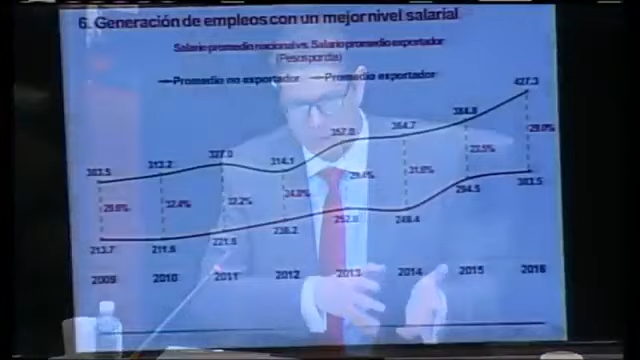 6. Generación de empleos con un mejor nivel salarial
Salario promedio nacional vs. Salario promedio exportador
(Pesos por día)
Promedio no exportador Promedio exportador
303.5 313.2 327.0 314.1 357.0 364.7 384.8 427.3
29.6% 32.4% 32.2% 24.8% 29.4% 31.8% 23.5% 29.0%
213.7 211.6 221.6 236.2 252.0 248.4 294.5 303.5
2009 2010 2011 2012 2013 2014 2015 2016